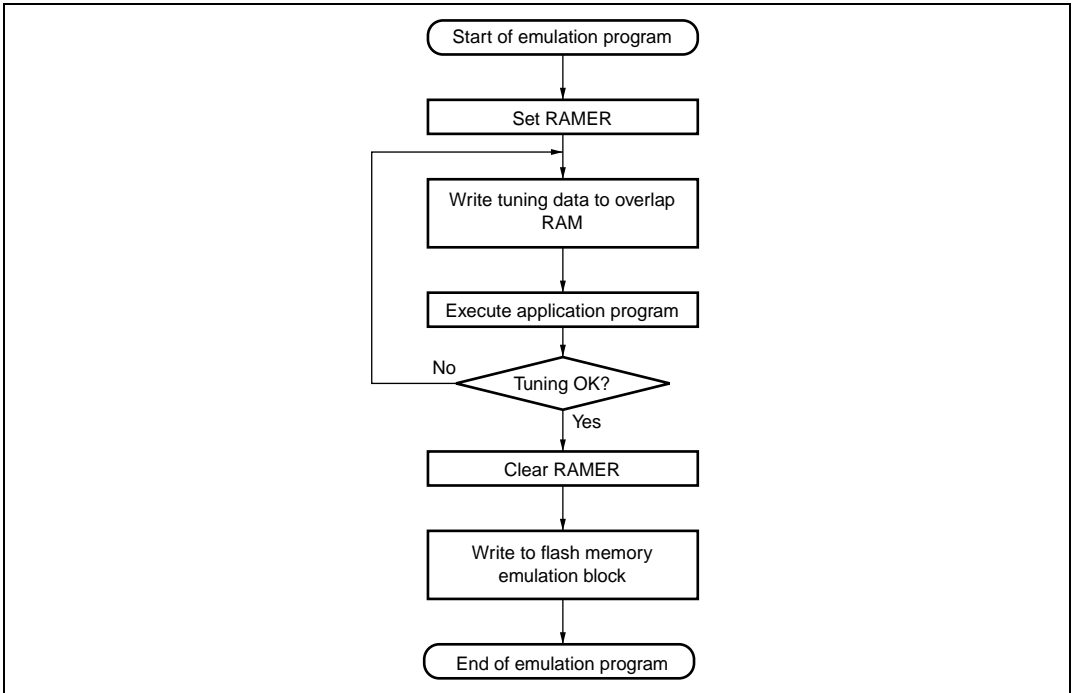 Start of emulation program
Set RAMER
Write tuning data to overlap
RAM
Execute application program
No
Tuning OK?
Yes
Clear RAMER
Write to flash memory
emulation block
End of emulation program